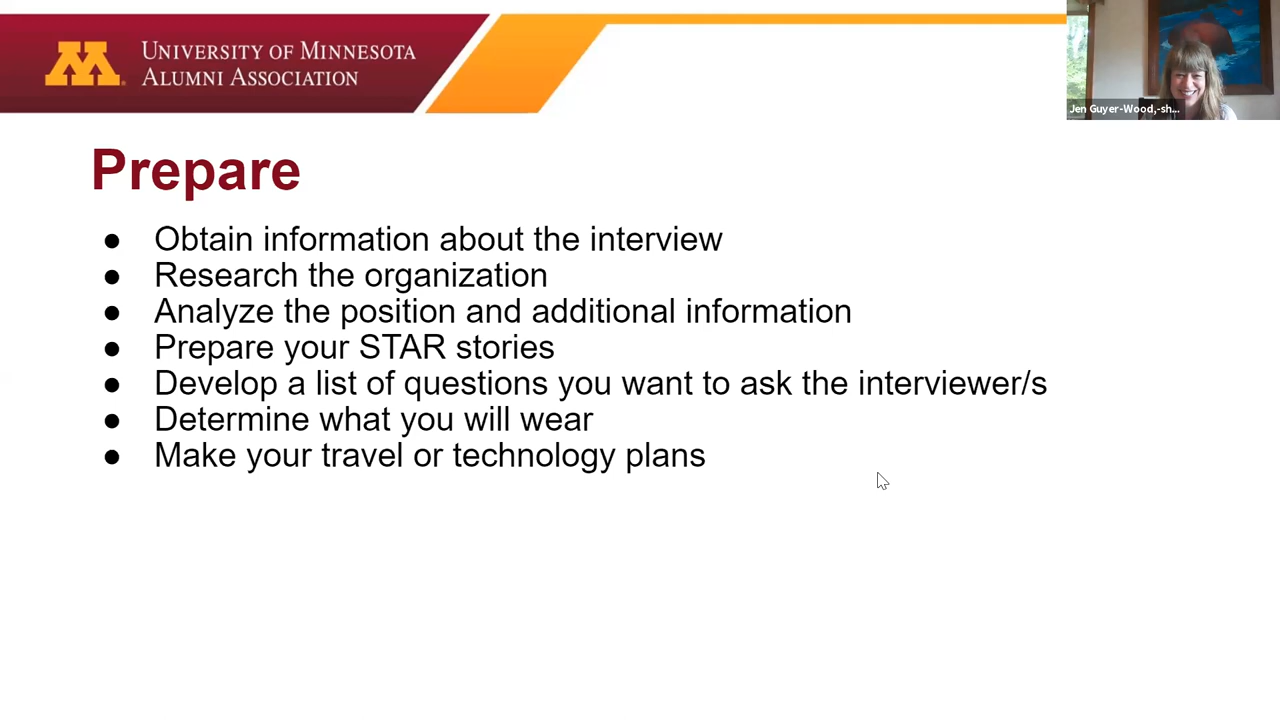 M
UNIVERSITY OF MINNESOTA
ALUMNI ASSOCIATION
Jen Guyer-Wood,-sh...
Prepare
● Obtain information about the interview
● Research the organization
● Analyze the position and additional information
● Prepare your STAR stories
● Develop a list of questions you want to ask the interviewer/s
● Determine what you will wear
● Make your travel or technology plans